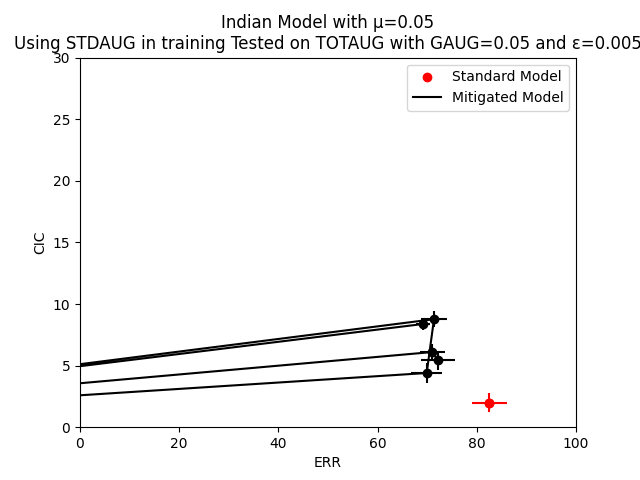 Indian Model with μ=0.05
Using STDAUG in training Tested on TOTAUG with GAUG=0.05 and ε=0.005
Standard Model
Mitigated Model
CIC
30
25
20
15
10
5
0
0 20 40 60 80 100
ERR